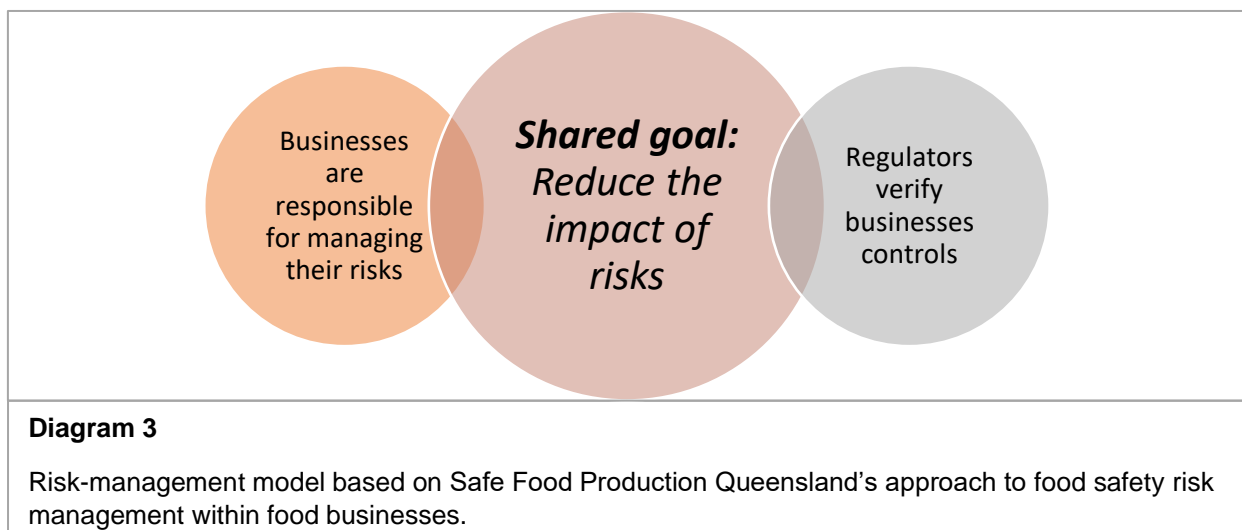 Businesses
are
responsible
for managing
their risks
Shared goal:
Reduce the
impact of
risks
Regulators
verify
businesses
controls
Diagram 3
Risk-management model based on Safe Food Production Queensland's approach to food safety risk
management within food businesses.